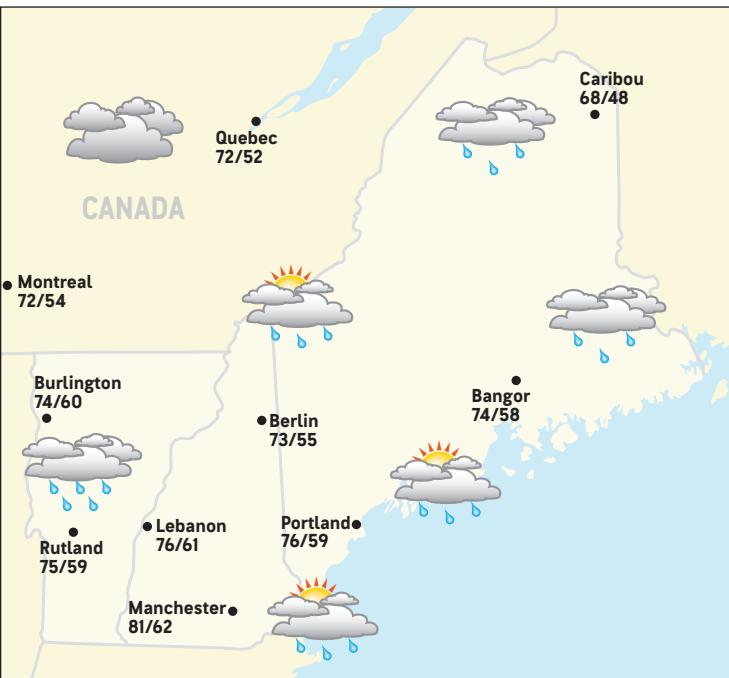 Caribou
68/48
Quebec
72/52
CANADA
Montreal
72/54
Burlington
74/60
Bangor
74/58
Berlin
73/55
Lebanon
76/61
Portland
76/59
Rutland
75/59
Manchester
81/62